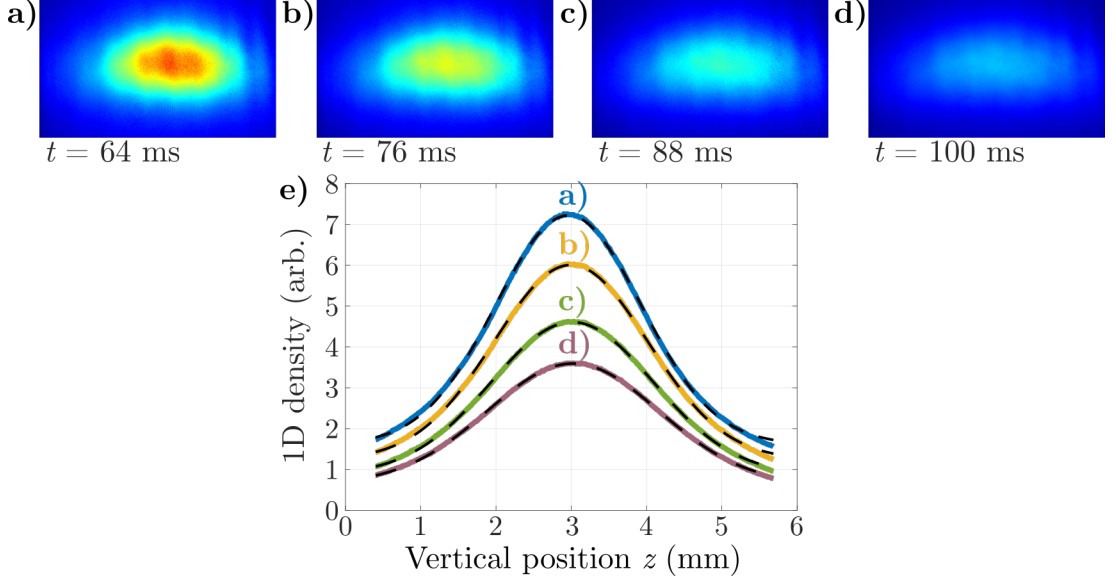 a) b) c) d)
t = 64 ms t = 76 ms t = 88 ms t = 100 ms
e)
8
7
6
5
4
3
2
1
0
1D density (arb.)
a)
b)
c)
d)
0 1 2 3 4 5 6
Vertical position z (mm)